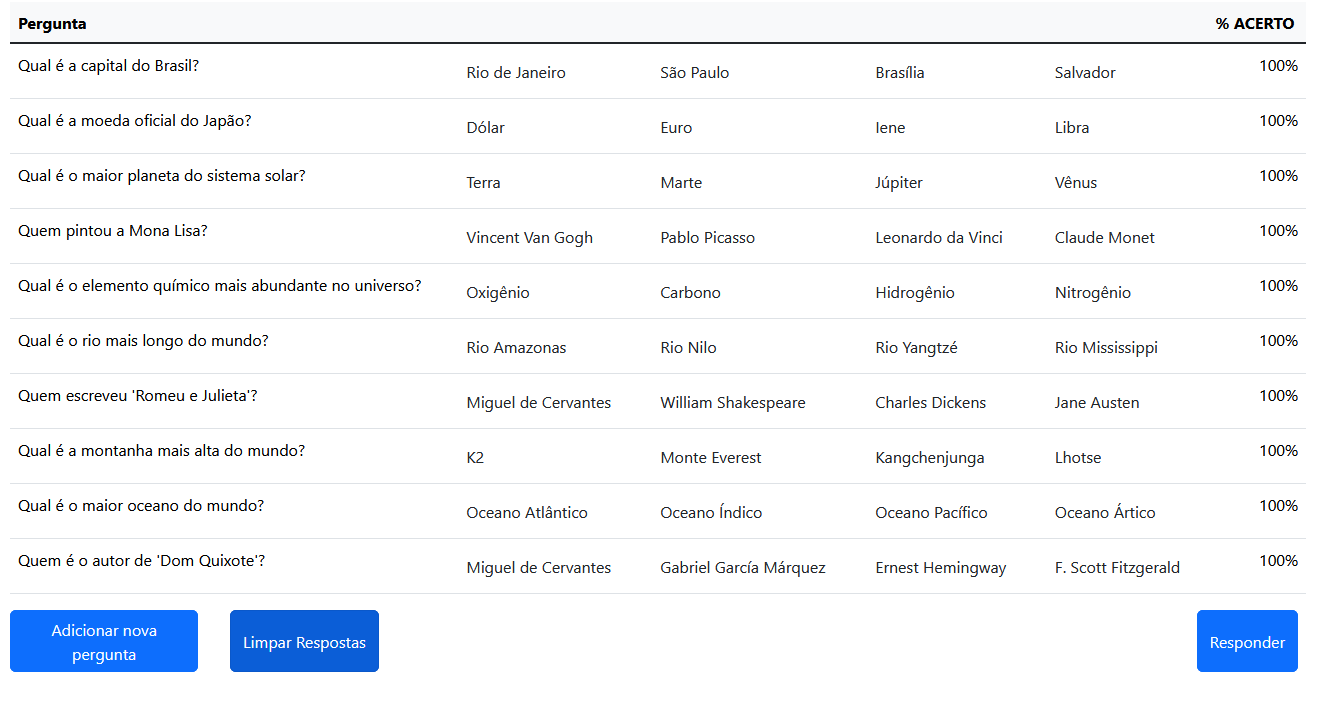 Pergunta % ACERTO
Qual é a capital do Brasil? Rio de Janeiro São Paulo Brasília Salvador 100%
Qual é a moeda oficial do Japão? Dólar Euro Iene Libra 100%
Qual é o maior planeta do sistema solar? Terra Marte Júpiter Vênus 100%
Quem pintou a Mona Lisa? Vincent Van Gogh Pablo Picasso Leonardo da Vinci Claude Monet 100%
Qual é o elemento químico mais abundante no universo? Oxigênio Carbono Hidrogênio Nitrogênio 100%
Qual é o rio mais longo do mundo? Rio Amazonas Rio Nilo Rio Yangtzé Rio Mississippi 100%
Quem escreveu 'Romeu e Julieta'? Miguel de Cervantes William Shakespeare Charles Dickens Jane Austen 100%
Qual é a montanha mais alta do mundo? K2 Monte Everest Kangchenjunga Lhotse 100%
Qual é o maior oceano do mundo? Oceano Atlântico Oceano Índico Oceano Pacífico Oceano Ártico 100%
Quem é o autor de 'Dom Quixote'? Miguel de Cervantes Gabriel García Márquez Ernest Hemingway F. Scott Fitzgerald 100%
Adicionar nova
pergunta
Limpar Respostas
Responder